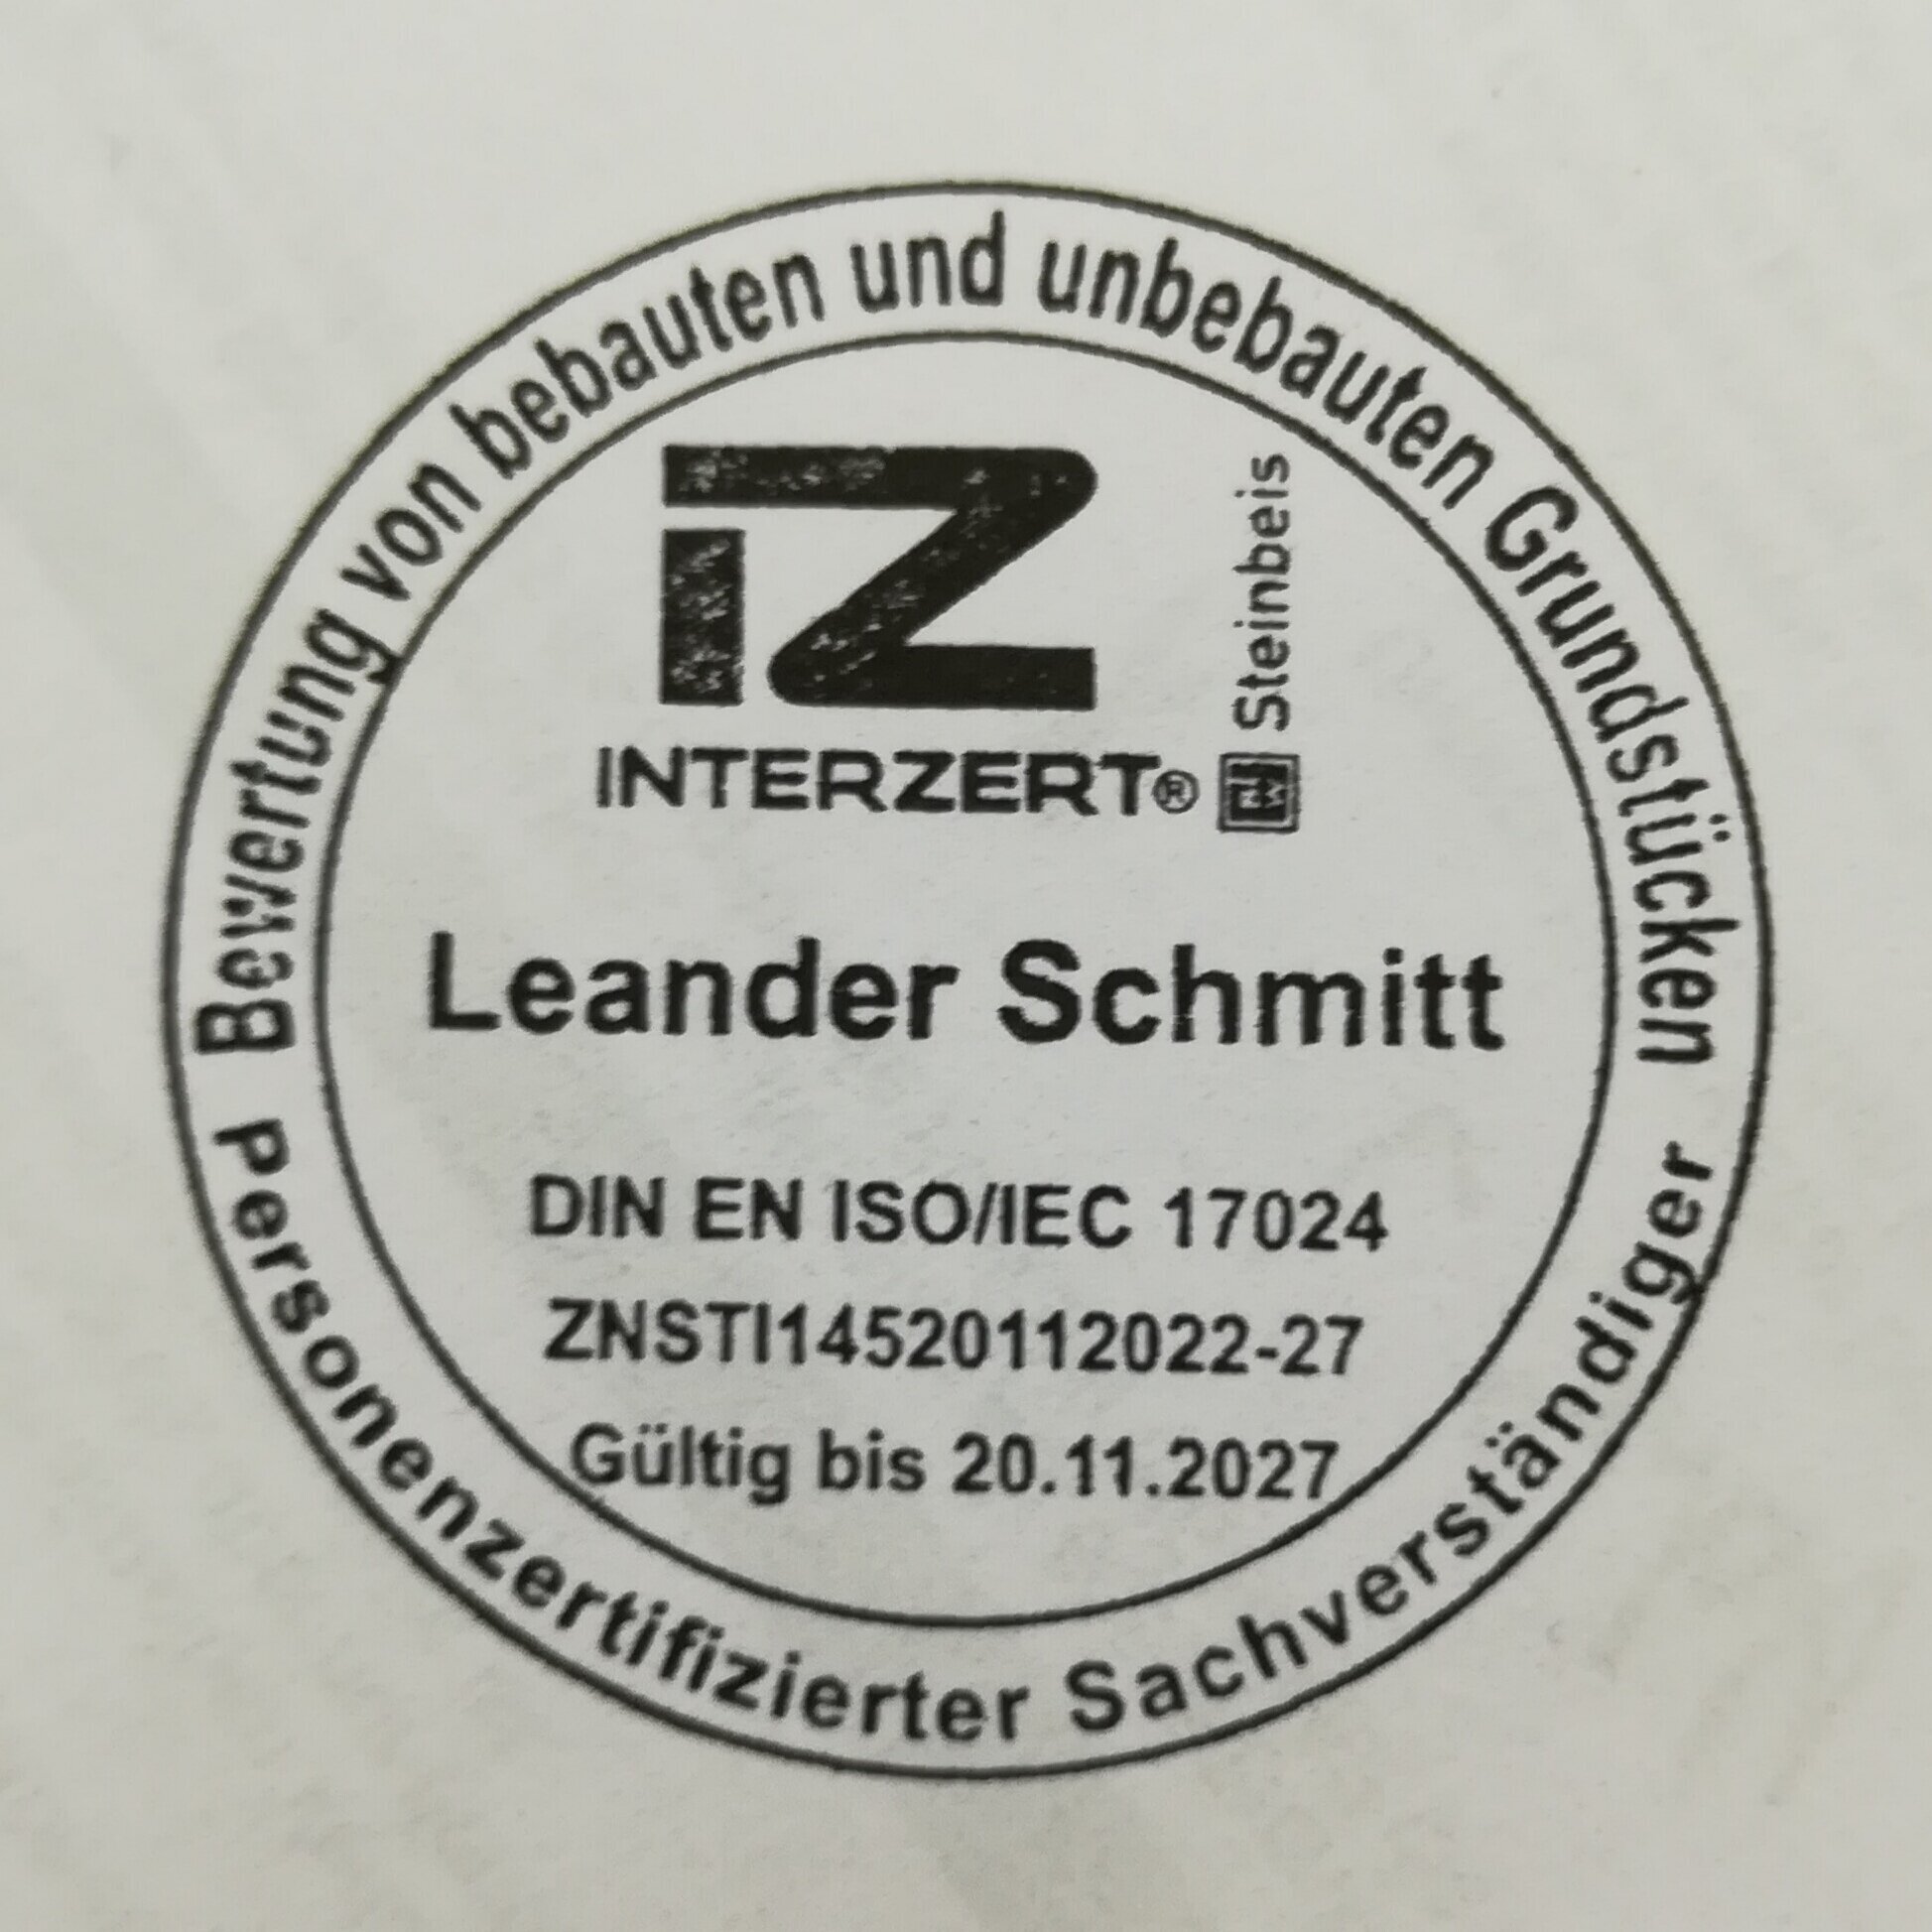 Bewertung von bebauten und unbebauten Grundstücken
IZ
Steinbeis
INTERZERT®
Leander Schmitt
DIN EN ISO/IEC 17024
ZNSTI14520112022-27
Gültig bis 20.11.2027
Personenzertifizierter Sachverständiger